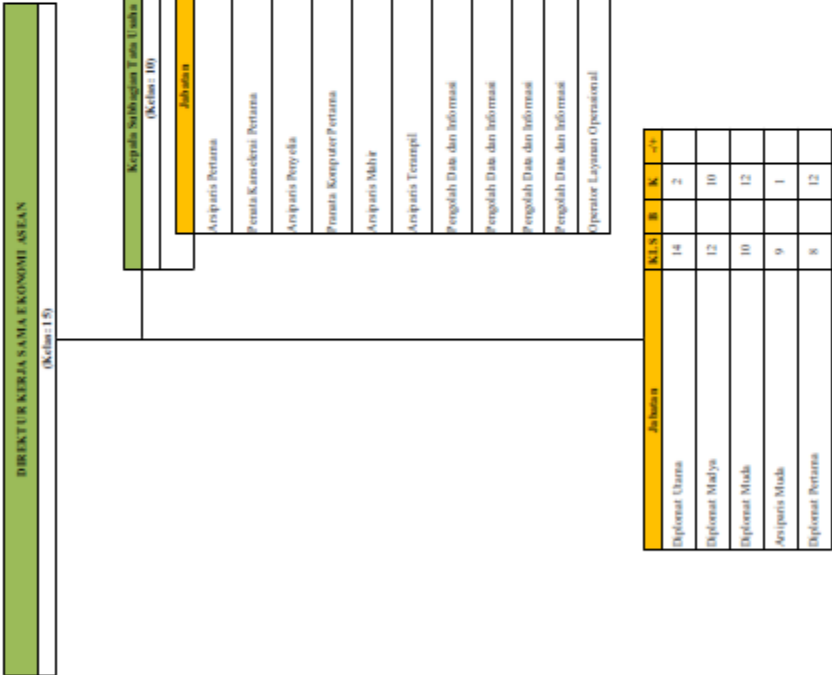 DIREKTUR KERJA SAMA EKONOMI ASEAN
(Kelas: 15)
Kepala Subbagian Tata Usaha
(Kelas: 10)
Jabatan
Arsiparis Pertama
Penata Kanselerai Pertama
Arsiparis Penyelia
Pranata Komputer Pertama
Arsiparis Mahir
Arsiparis Terampil
Pengolah Data dan Informasi
Pengolah Data dan Informasi
Pengolah Data dan Informasi
Pengolah Data dan Informasi
Operator Layanan Operasional
Jabatan KLS B K -/+
Diplomat Utama 14 2
Diplomat Madya 12 10
Diplomat Muda 10 12
Arsiparis Muda 9 1
Diplomat Pertama 8 12